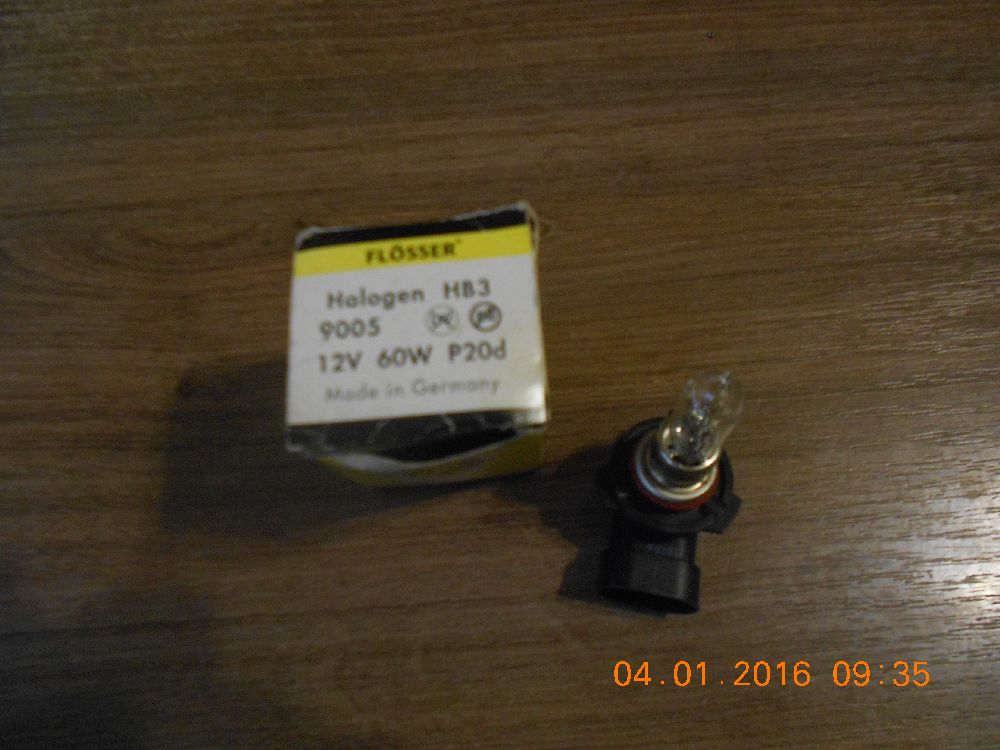 FLÖSSER®
Halogen HB3
9005
12V 60W P20d
Made in Germany
04.01.2016 09:35